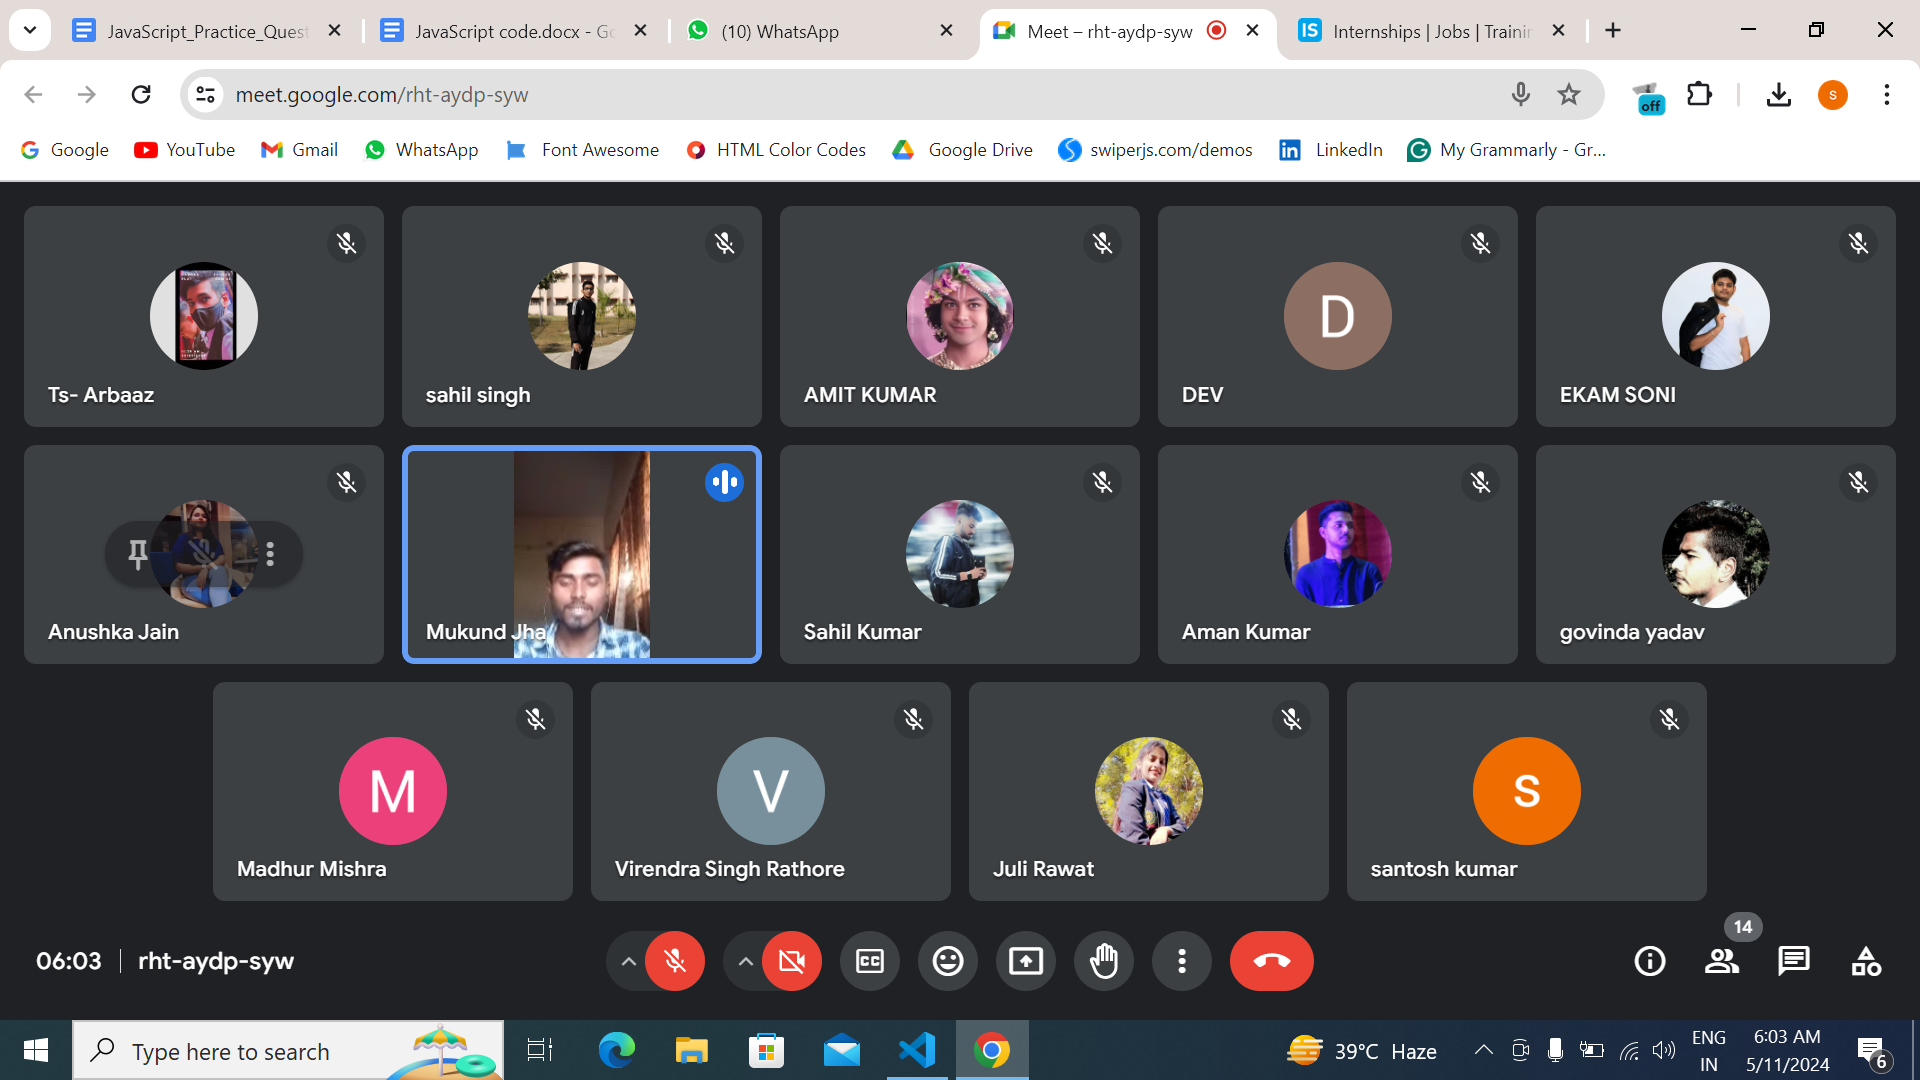 JavaScript_Practice_Quest
JavaScript code.docx - Go
(10) WhatsApp
Meet – rht-aydp-syw
IS
Internships | Jobs | Trainin
meet.google.com/rht-aydp-syw
off
s
Google
YouTube
Gmail
WhatsApp
Font Awesome
HTML Color Codes
Google Drive
swiperjs.com/demos
LinkedIn
My Grammarly - Gr...
D
Ts- Arbaaz
sahil singh
AMIT KUMAR
DEV
EKAM SONI
Anushka Jain
Mukund Jha
Sahil Kumar
Aman Kumar
govinda yadav
M
V
s
Madhur Mishra
Virendra Singh Rathore
Juli Rawat
santosh kumar
14
06:03
rht-aydp-syw
CC
Type here to search
39°C Haze
ENG
IN
6:03 AM
5/11/2024
6